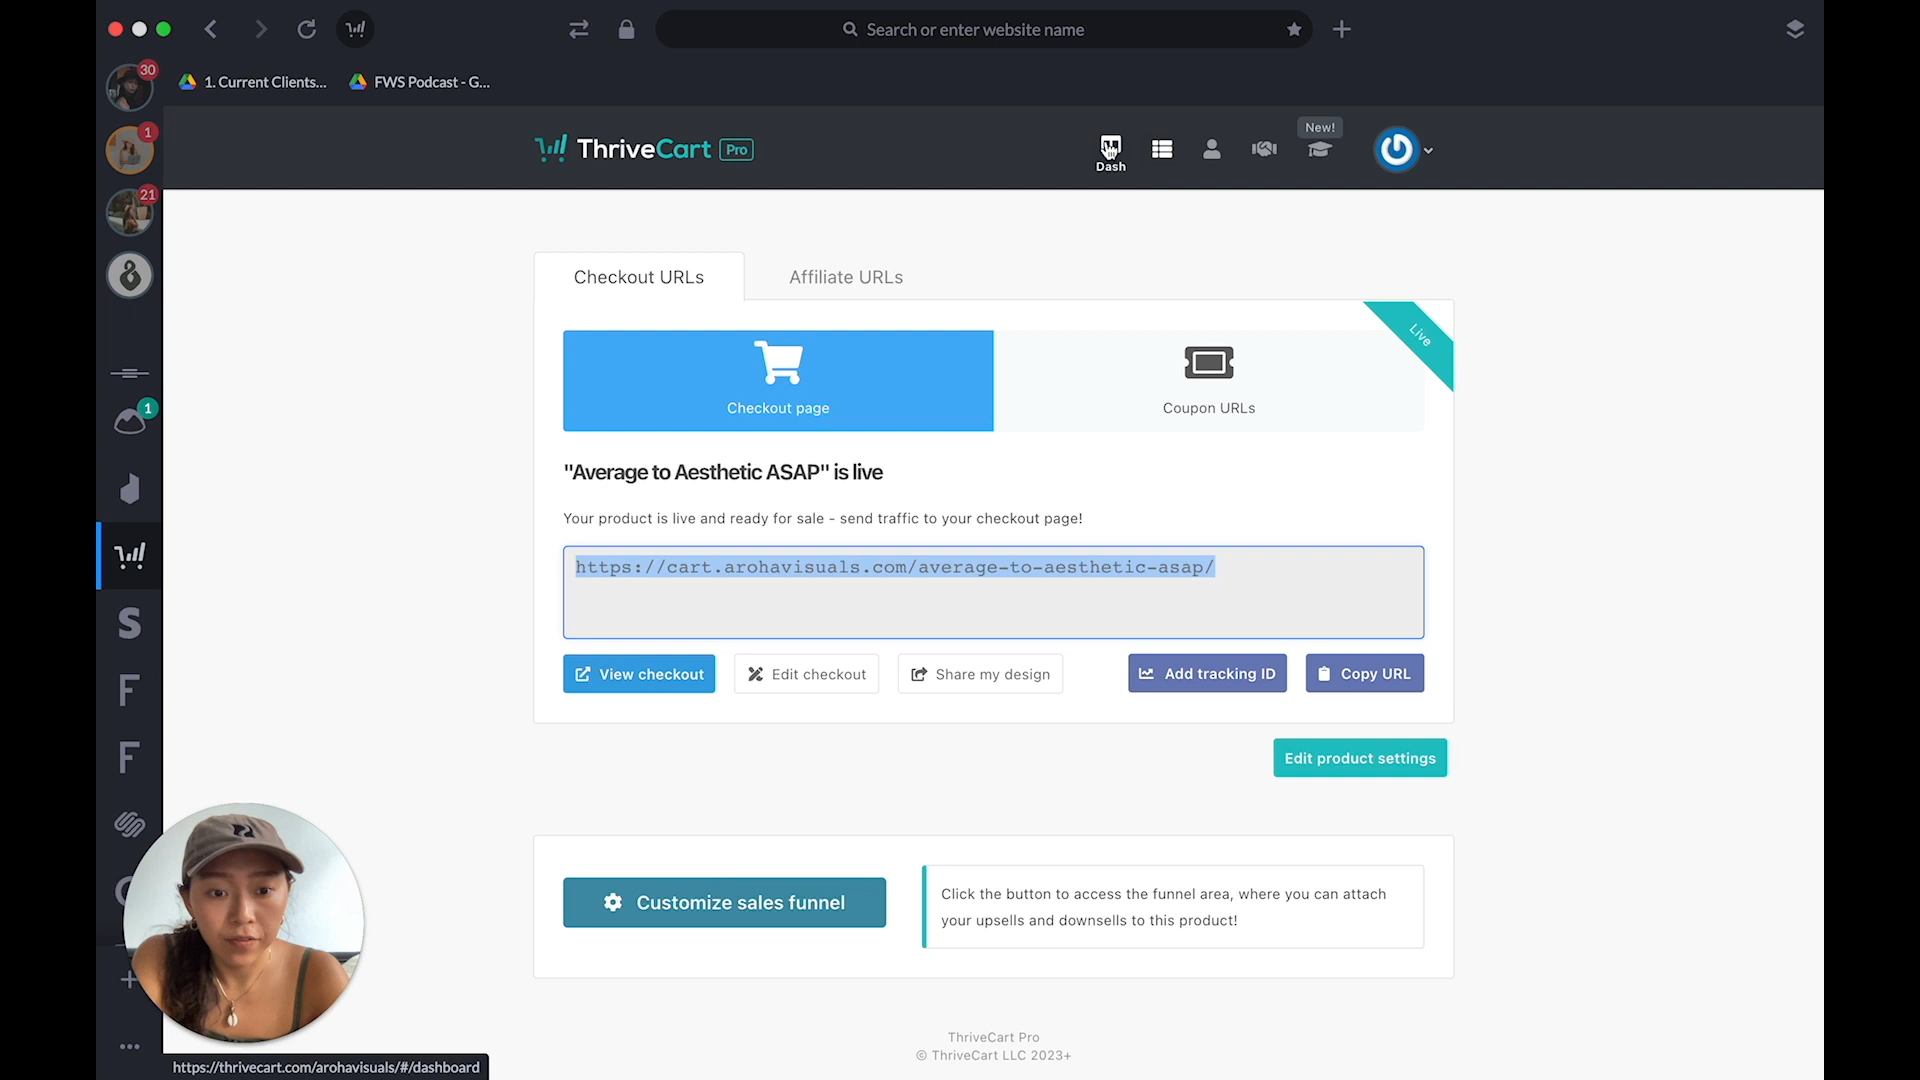 Search or enter website name
30
1. Current Clients...
FWS Podcast - G...
1
ThriveCart Pro
Dash
New!
21
Checkout URLs
Affiliate URLs
Live
Checkout page
Coupon URLs
1
"Average to Aesthetic ASAP" is live
Your product is live and ready for sale - send traffic to your checkout page!
https://cart.arohavisuals.com/average-to-aesthetic-asap/
S
View checkout
Edit checkout
Share my design
Add tracking ID
Copy URL
F
F
Edit product settings
Customize sales funnel
Click the button to access the funnel area, where you can attach
your upsells and downsells to this product!
ThriveCart Pro
© ThriveCart LLC 2023+
https://thrivecart.com/arohavisuals/#/dashboard